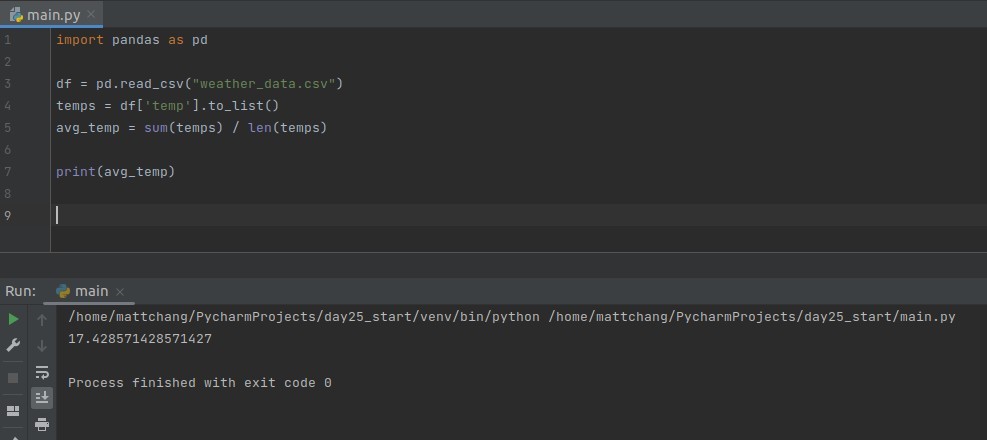 main.py
1 import pandas as pd
2
3 df = pd.read_csv("weather_data.csv")
4 temps = df['temp'].to_list()
5 avg_temp = sum(temps) / len(temps)
6
7 print(avg_temp)
8
9
Run: main
/home/mattchang/PycharmProjects/day25_start/venv/bin/python /home/mattchang/PycharmProjects/day25_start/main.py
17.428571428571427
Process finished with exit code 0